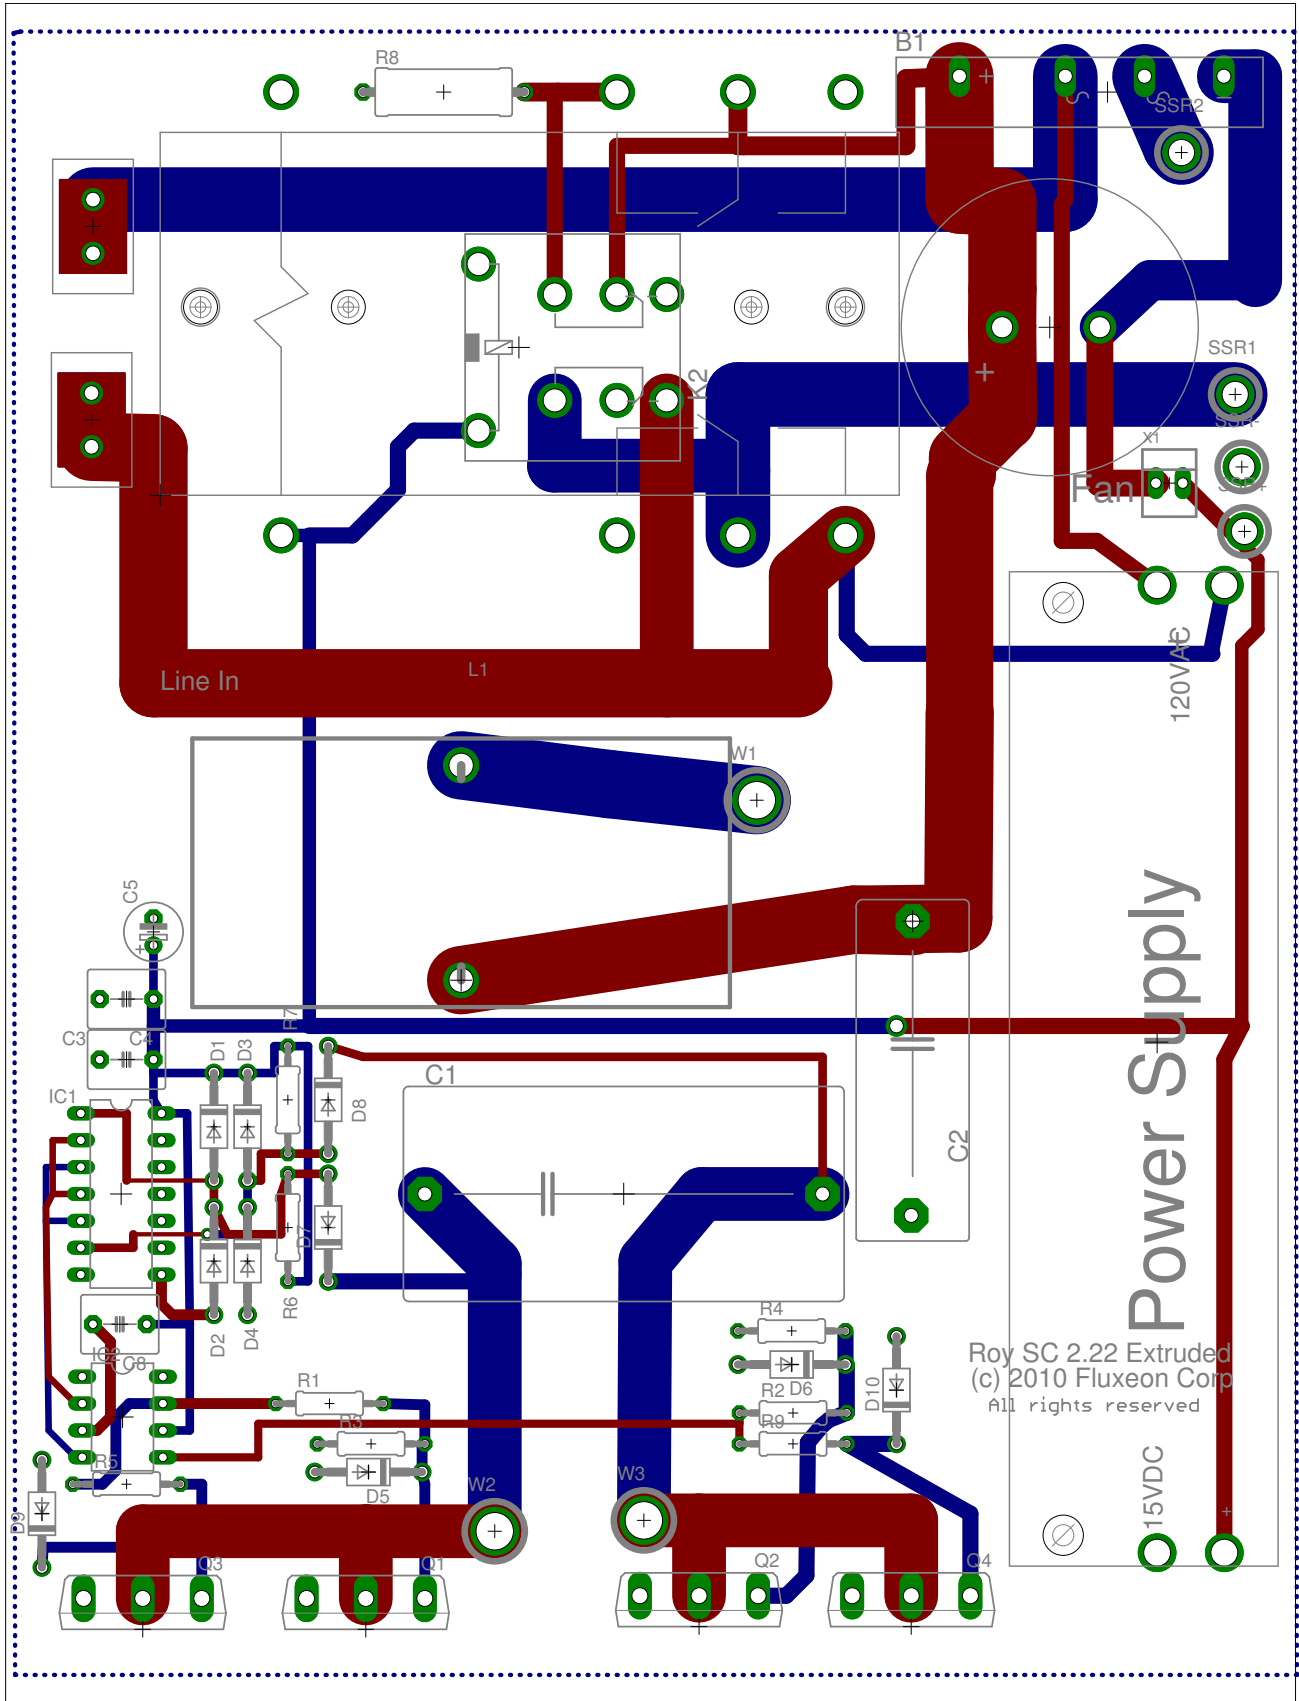 B1
R8
SSR2
SSR1
K2
SSR-
X1
SSR+
Fan
120VAC
Line In
L1
W1
Power Supply
C5
C3
C4
R7
D1
D3
C1
IC1
D8
C2
D7
R6
D2
D4
IC2
C8
R4
D6
D10
R2
R9
Roy SC 2.22 Extruded
(c) 2010 Fluxeon Corp
All rights reserved
R1
R3
R5
D5
D9
W2
W3
15VDC
Q3
Q1
Q2
Q4